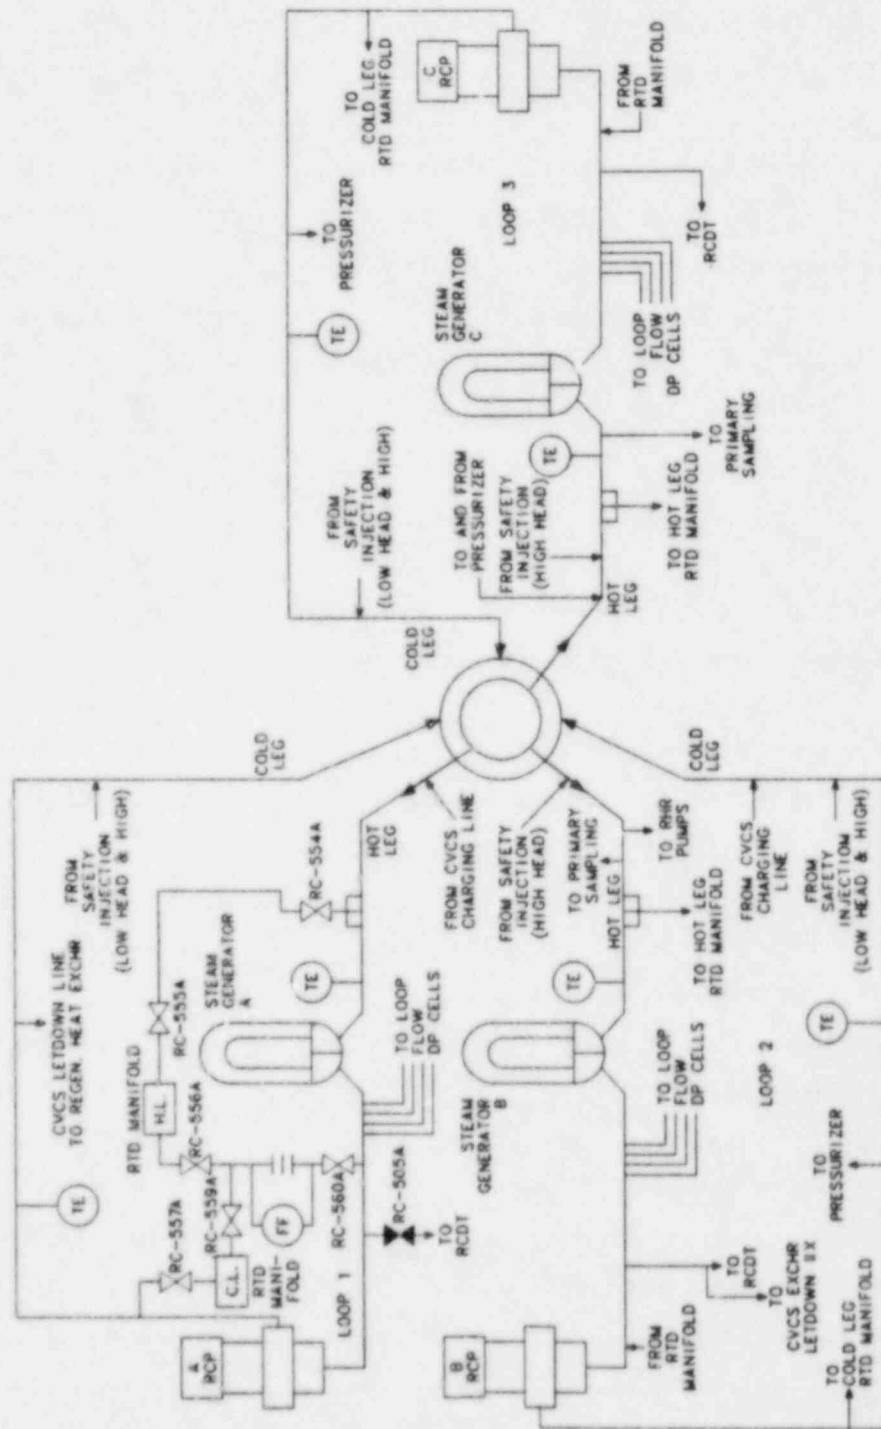 A
RCP
LOOP 1
TE
CVCS LETDOWN LINE
TO REGEN. HEAT EXCHR
FROM
SAFETY
INJECTION
(LOW HEAD & HIGH)
COLD
LEG
RC-557A
RC-559A
C.L.
RTD
MANI-
FOLD
FF
RTD MANIFOLD
H.L.
RC-556A
RC-555A
RC-554A
RC-560A
RC-505A
TO
RCDT
STEAM
GENERATOR
A
TE
HOT
LEG
TO LOOP
FLOW
DP CELLS
FROM CVCS
CHARGING LINE
FROM SAFETY
INJECTION
(HIGH HEAD)
B
RCP
FROM
RTD
MANIFOLD
TO
RCDT
TO
CVCS EXCHR
LETDOWN
TO
COLD LEG
RTD MANIFOLD
STEAM
GENERATOR
B
TO LOOP
FLOW
DP CELLS
LOOP 2
TE
HOT LEG
TO PRIMARY
SAMPLING
TO RHR
PUMPS
TO HOT LEG
RTD MANIFOLD
TO
PRESSURIZER
TE
FROM CVCS
CHARGING
LINE
FROM
SAFETY
INJECTION
(LOW HEAD & HIGH)
COLD
LEG
COLD
LEG
FROM
SAFETY
INJECTION
(LOW HEAD & HIGH)
TE
TO
PRESSURIZER
TO
COLD LEG
RTD MANIFOLD
C
RCP
TO AND FROM
PRESSURIZER
FROM SAFETY
INJECTION
(HIGH HEAD)
HOT
LEG
TE
STEAM
GENERATOR
C
LOOP 3
TO HOT LEG
RTD MANIFOLD
TO
PRIMARY
SAMPLING
TO LOOP
FLOW
DP CELLS
TO
RCDT
FROM
RTD
MANIFOLD